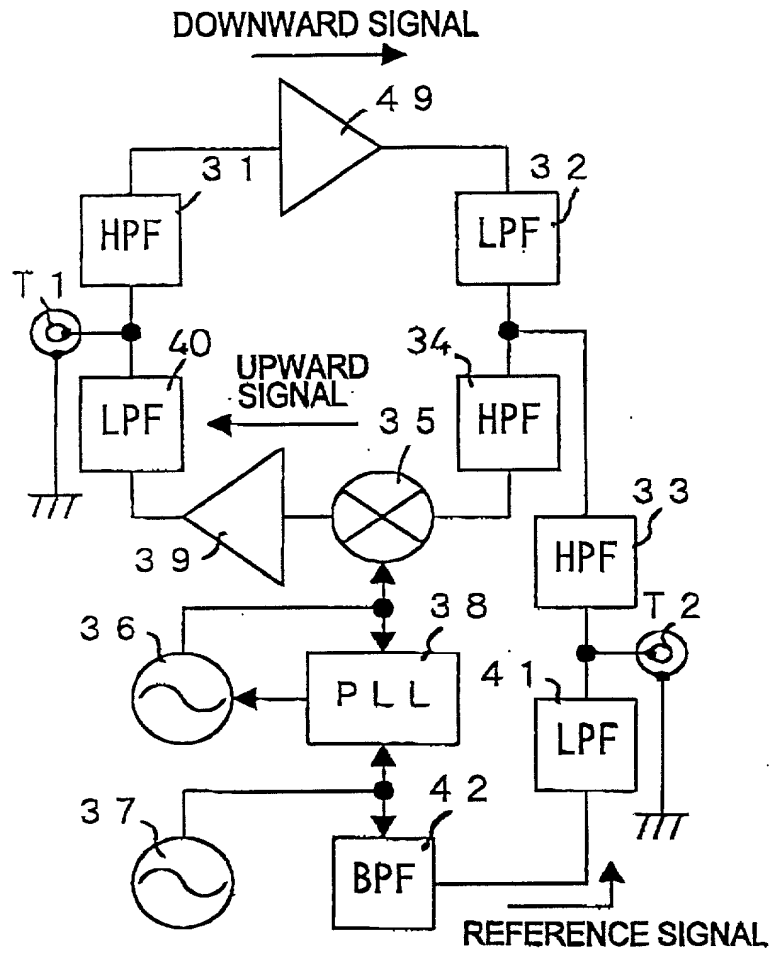 DOWNWARD SIGNAL
49
31
32
HPF
LPF
T1
40
34
UPWARD
SIGNAL
35
LPF
HPF
33
39
HPF
36
38
T2
41
PLL
LPF
37
42
BPF
REFERENCE SIGNAL